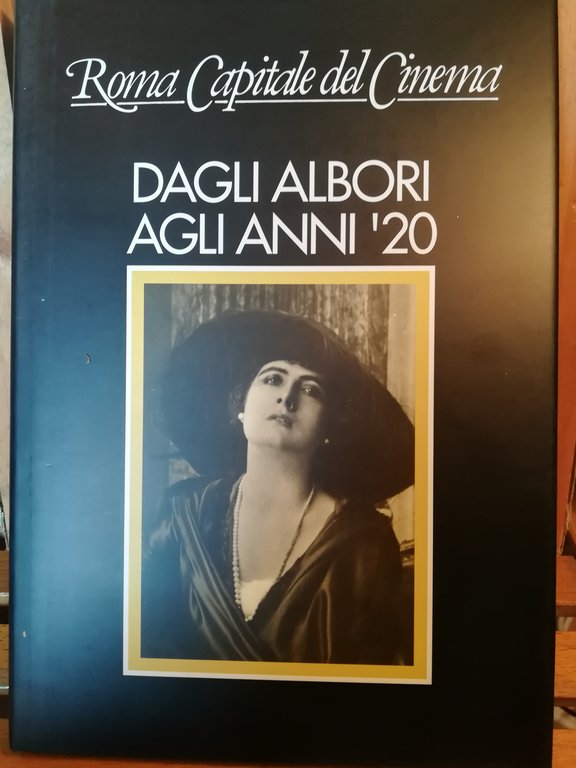 Roma Capitale del Cinema
DAGLI ALBORI
AGLI ANNI '20